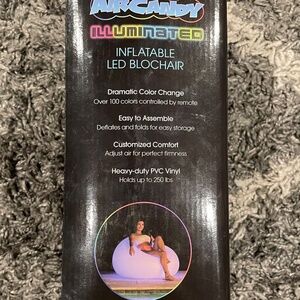 AIRCANDY
ILLUMINATED
INFLATABLE
LED BLOCHAIR
Dramatic Color Change
Over 100 colors controlled by remote
Easy to Assemble
Deflates and folds for easy storage
Customized Comfort
Adjust air for perfect firmness
Heavy-duty PVC Vinyl
Holds up to 250 lbs